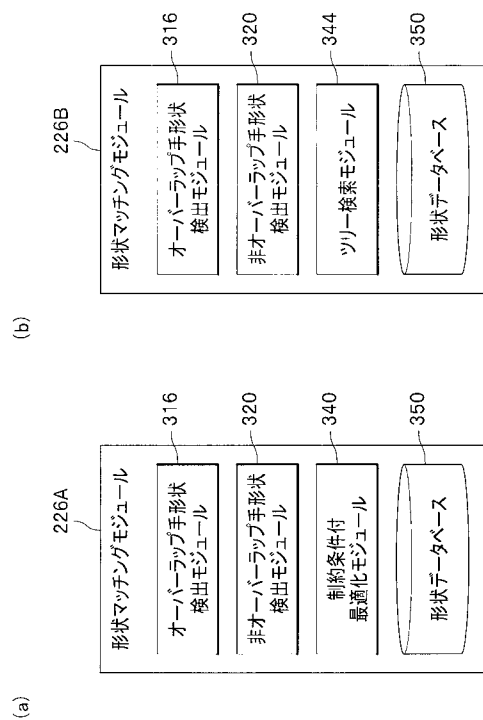 (a)
226A
形状マッチングモジュール
オーバーラップ手形状
検出モジュール
316
非オーバーラップ手形状
検出モジュール
320
制約条件付
最適化モジュール
340
形状データベース
350
(b)
226B
形状マッチングモジュール
オーバーラップ手形状
検出モジュール
316
非オーバーラップ手形状
検出モジュール
320
ツリー検索モジュール
344
形状データベース
350